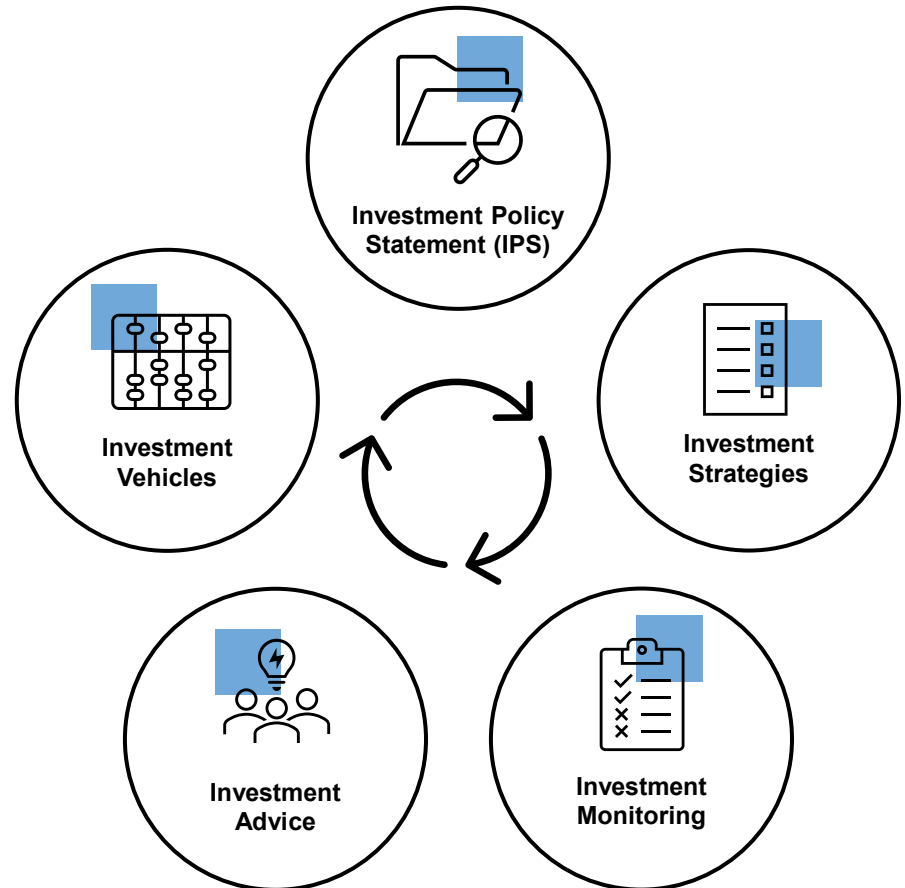 Investment Policy
Statement (IPS)
Investment
Vehicles
Investment
Strategies
Investment
Advice
Investment
Monitoring